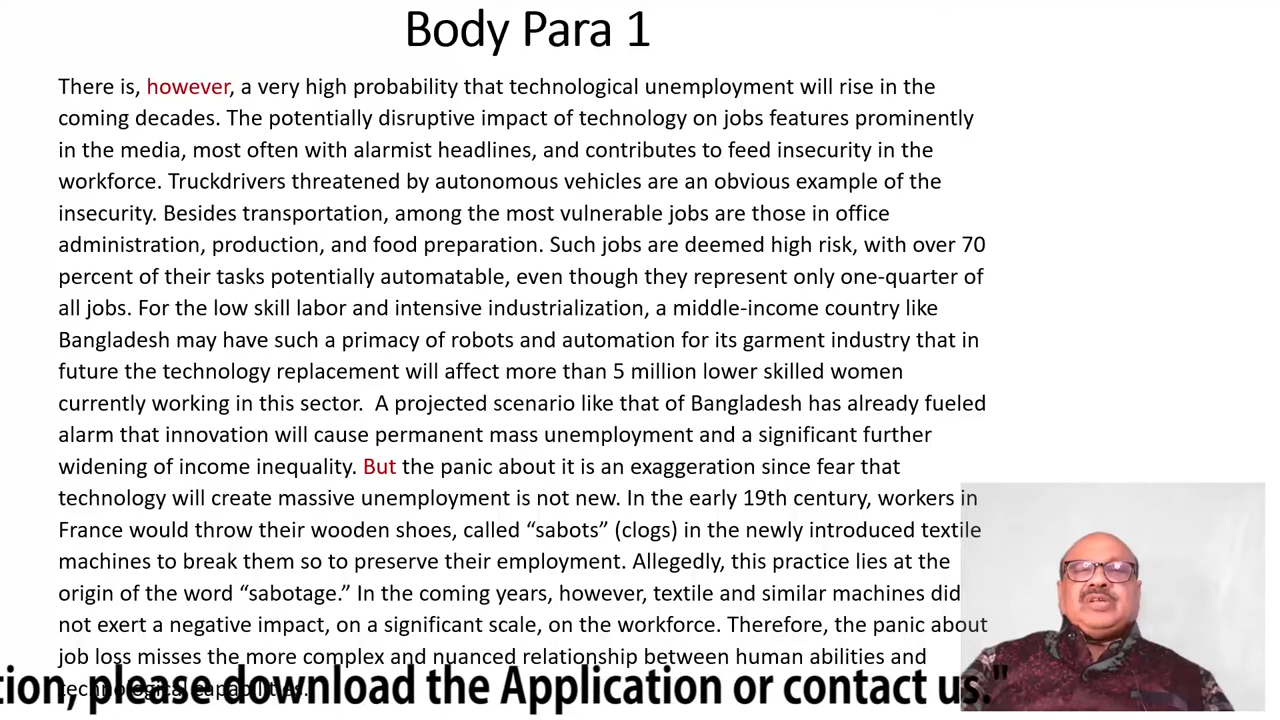 Body Para 1
There is, however, a very high probability that technological unemployment will rise in the
coming decades. The potentially disruptive impact of technology on jobs features prominently
in the media, most often with alarmist headlines, and contributes to feed insecurity in the
workforce. Truckdrivers threatened by autonomous vehicles are an obvious example of the
insecurity. Besides transportation, among the most vulnerable jobs are those in office
administration, production, and food preparation. Such jobs are deemed high risk, with over 70
percent of their tasks potentially automatable, even though they represent only one-quarter of
all jobs. For the low skill labor and intensive industrialization, a middle-income country like
Bangladesh may have such a primacy of robots and automation for its garment industry that in
future the technology replacement will affect more than 5 million lower skilled women
currently working in this sector.  A projected scenario like that of Bangladesh has already fueled
alarm that innovation will cause permanent mass unemployment and a significant further
widening of income inequality. But the panic about it is an exaggeration since fear that
technology will create massive unemployment is not new. In the early 19th century, workers in
France would throw their wooden shoes, called “sabots” (clogs) in the newly introduced textile
machines to break them so to preserve their employment. Allegedly, this practice lies at the
origin of the word “sabotage.” In the coming years, however, textile and similar machines did
not exert a negative impact, on a significant scale, on the workforce. Therefore, the panic about
job loss misses the more complex and nuanced relationship between human abilities and
technological capabilities.
tion, please download the Application or contact us."